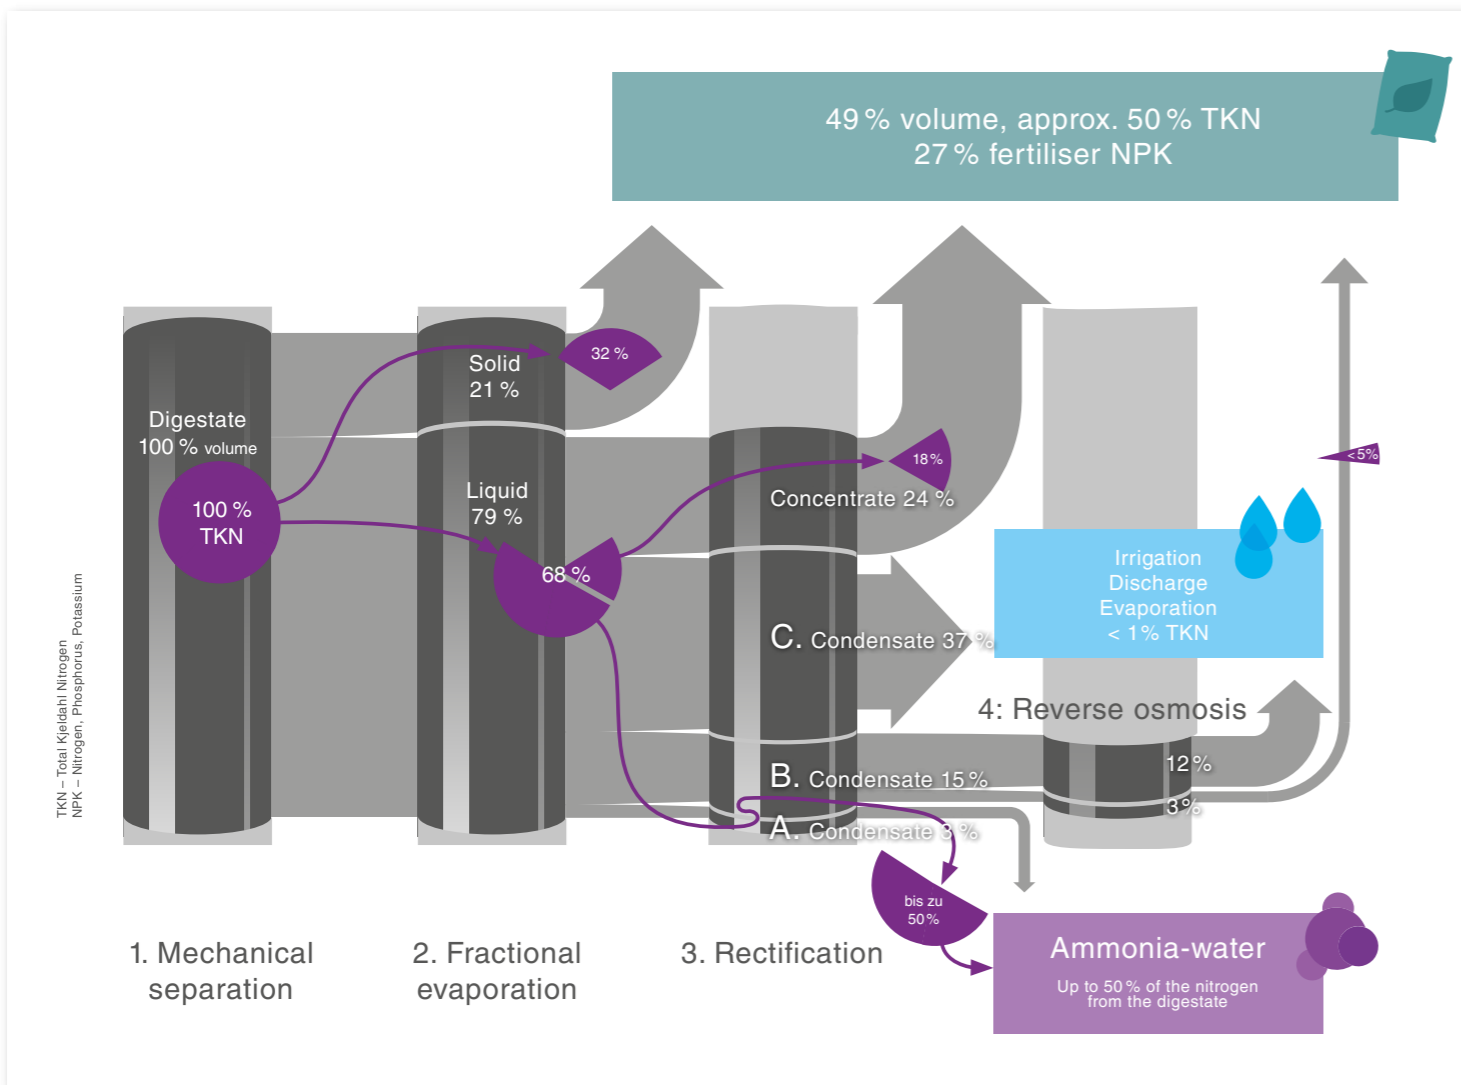 49 % volume, approx. 50 % TKN
27 % fertiliser NPK
32 %
Solid
21 %
Digestate
100 % volume
100 %
TKN
Liquid
79 %
68 %
18 %
Concentrate 24 %
<5%
Irrigation
Discharge
Evaporation
< 1% TKN
C. Condensate 37 %
4: Reverse osmosis
12 %
B. Condensate 15 %
3 %
A. Condensate 3 %
bis zu
50 %
Ammonia-water
Up to 50 % of the nitrogen
from the digestate
1. Mechanical
separation
2. Fractional
evaporation
3. Rectification
TKN – Total Kjeldahl Nitrogen
NPK – Nitrogen, Phosphorus, Potassium